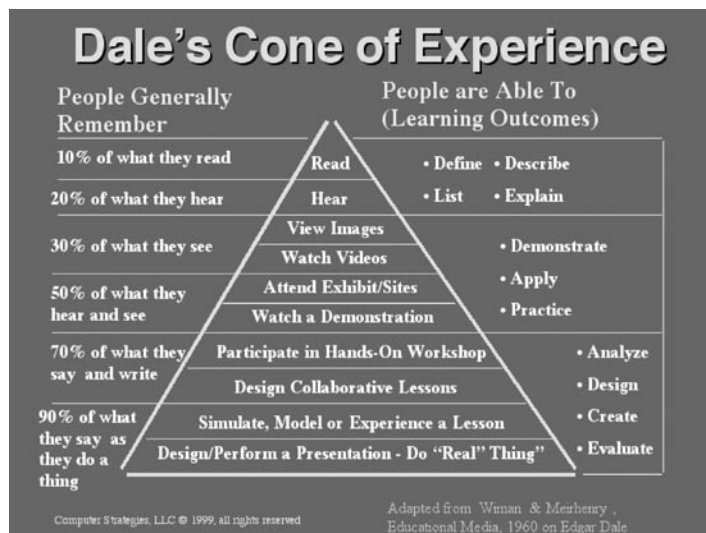 Dale's Cone of Experience
People Generally
Remember
People are Able To
(Learning Outcomes)
10% of what they read
Read
• Define • Describe
20% of what they hear
Hear
• List • Explain
View Images
30% of what they see
• Demonstrate
Watch Videos
• Apply
50% of what they
hear and see
Attend Exhibit/Sites
• Practice
Watch a Demonstration
70% of what they
say and write
Participate in Hands-On Workshop
• Analyze
Design Collaborative Lessons
• Design
90% of what
they say as
they do a
thing
Simulate, Model or Experience a Lesson
• Create
Design/Perform a Presentation - Do "Real" Thing"
• Evaluate
Computer Strategies, LLC © 1999, all rights reserved
Adapted from Wiman & Meirhenry ,
Educational Media, 1960 on Edgar Dale